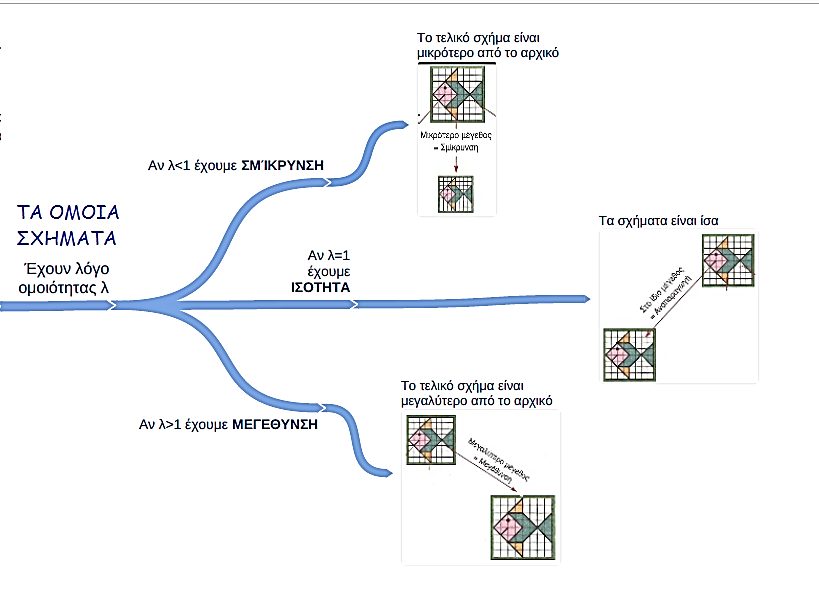 Το τελικό σχήμα είναι
μικρότερο από το αρχικό
Μικρότερο μέγεθος
= Σμίκρυνση
Αν λ<1 έχουμε ΣΜΊΚΡΥΝΣΗ
ΤΑ ΟΜΟΙΑ
ΣΧΗΜΑΤΑ
Έχουν λόγο
ομοιότητας λ
Αν λ=1
έχουμε
ΙΣΟΤΗΤΑ
Τα σχήματα είναι ίσα
Στο ίδιο μέγεθος
= Αναπαραγωγή
Αν λ>1 έχουμε ΜΕΓΕΘΥΝΣΗ
Το τελικό σχήμα είναι
μεγαλύτερο από το αρχικό
Μεγαλύτερο μέγεθος
= Μεγέθυνση